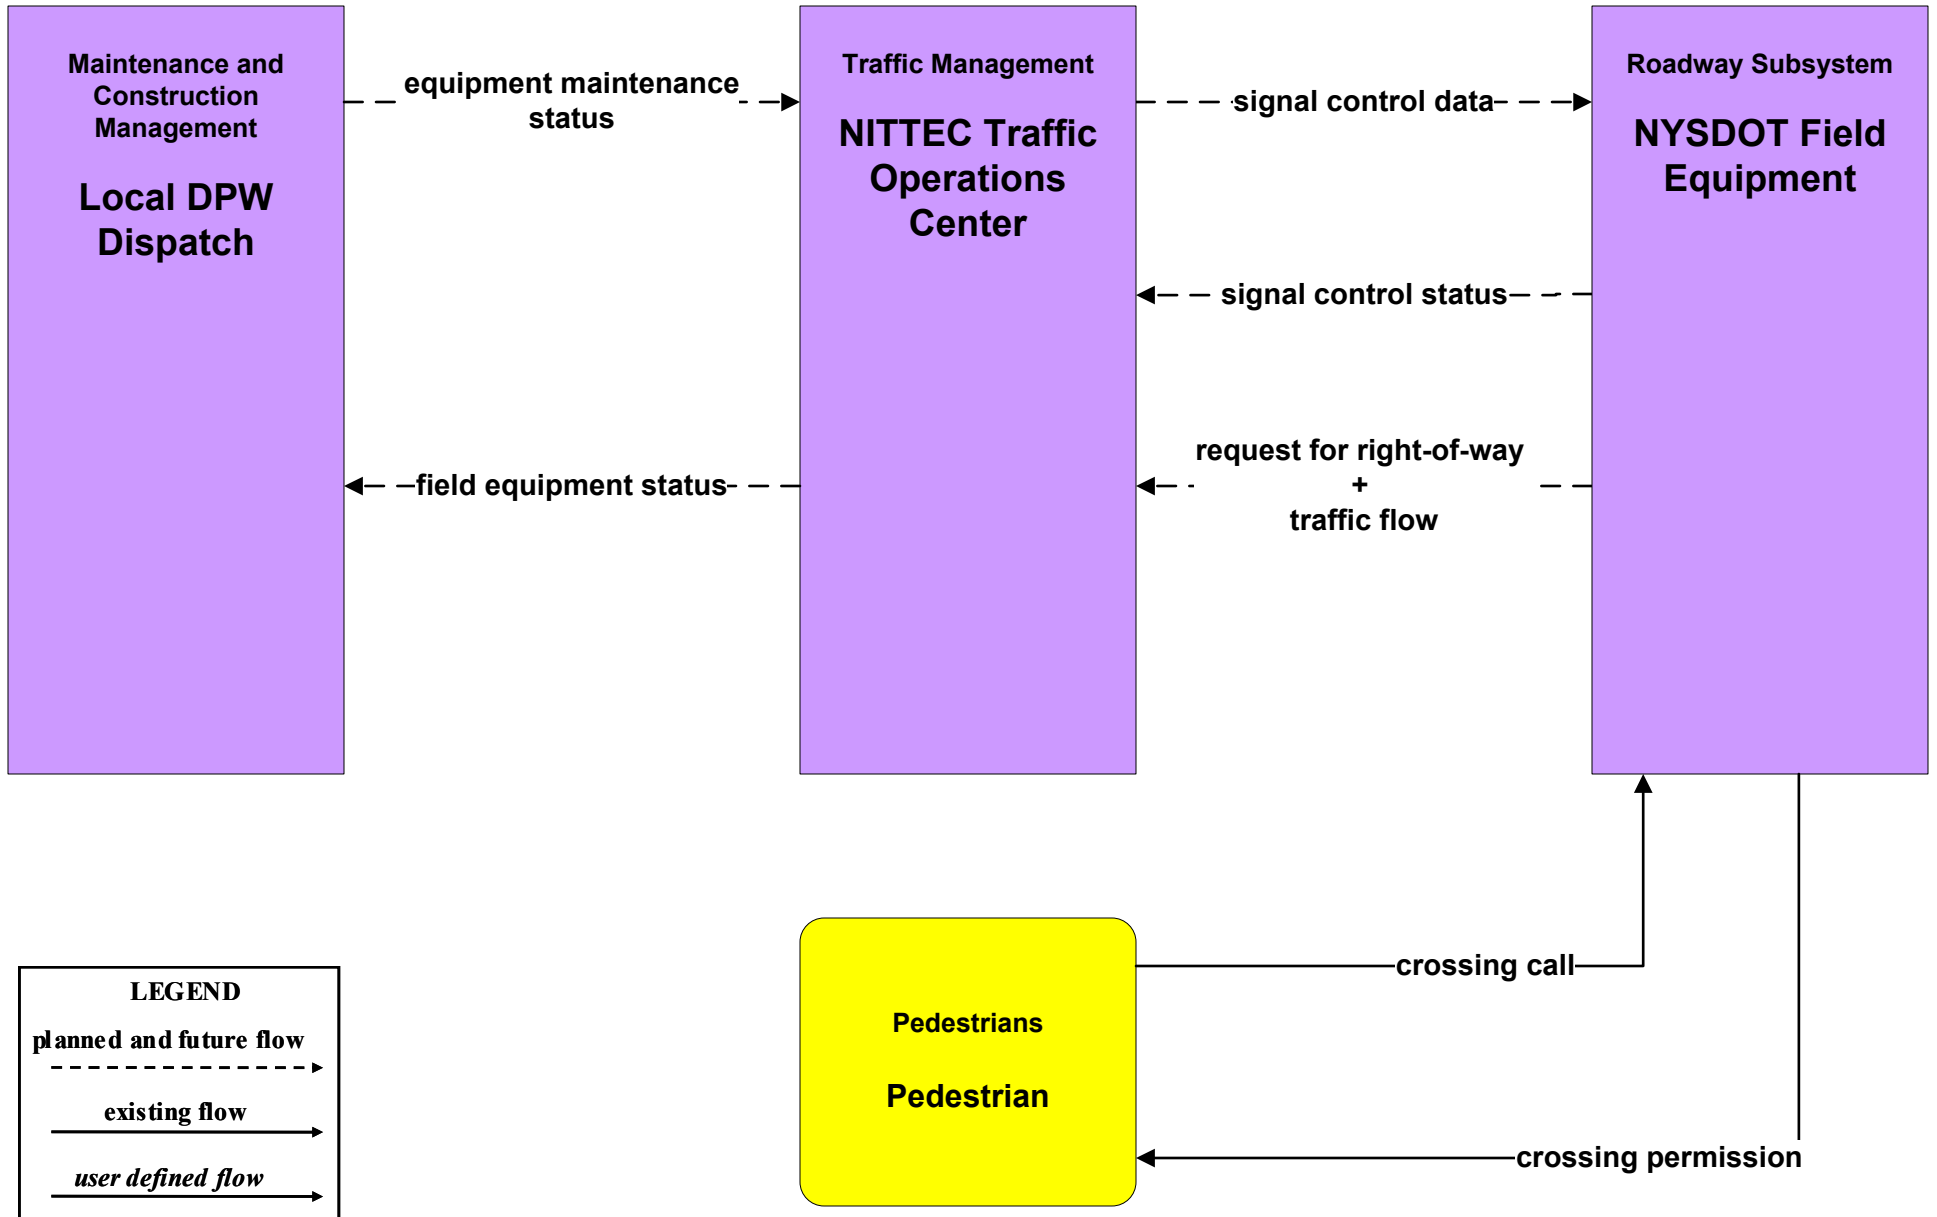 Maintenance and
Construction
Management
Local DPW
Dispatch
equipment maintenance
status
field equipment status
Traffic Management
NITTEC Traffic
Operations
Center
signal control data
signal control status
request for right-of-way
+
traffic flow
Roadway Subsystem
NYSDOT Field
Equipment
crossing call
Pedestrians
Pedestrian
crossing permission
LEGEND
planned and future flow
existing flow
user defined flow